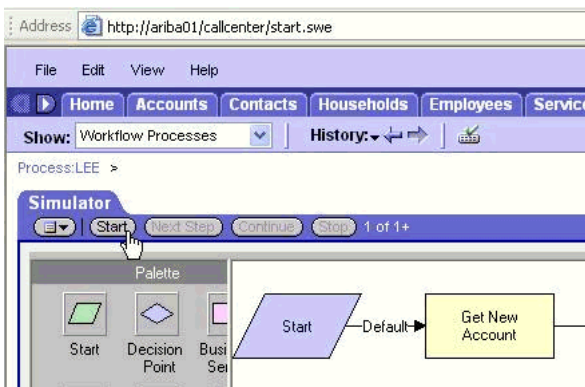 Address http://ariba01/callcenter/start.swe
File Edit View Help
Home Accounts Contacts Households Employees Service
Show: Workflow Processes History:
Process:LEE >
Simulator
Start Next Step Continue Stop 1 of 1+
Palette
Start Default Get New
Account
Start Decision
Point